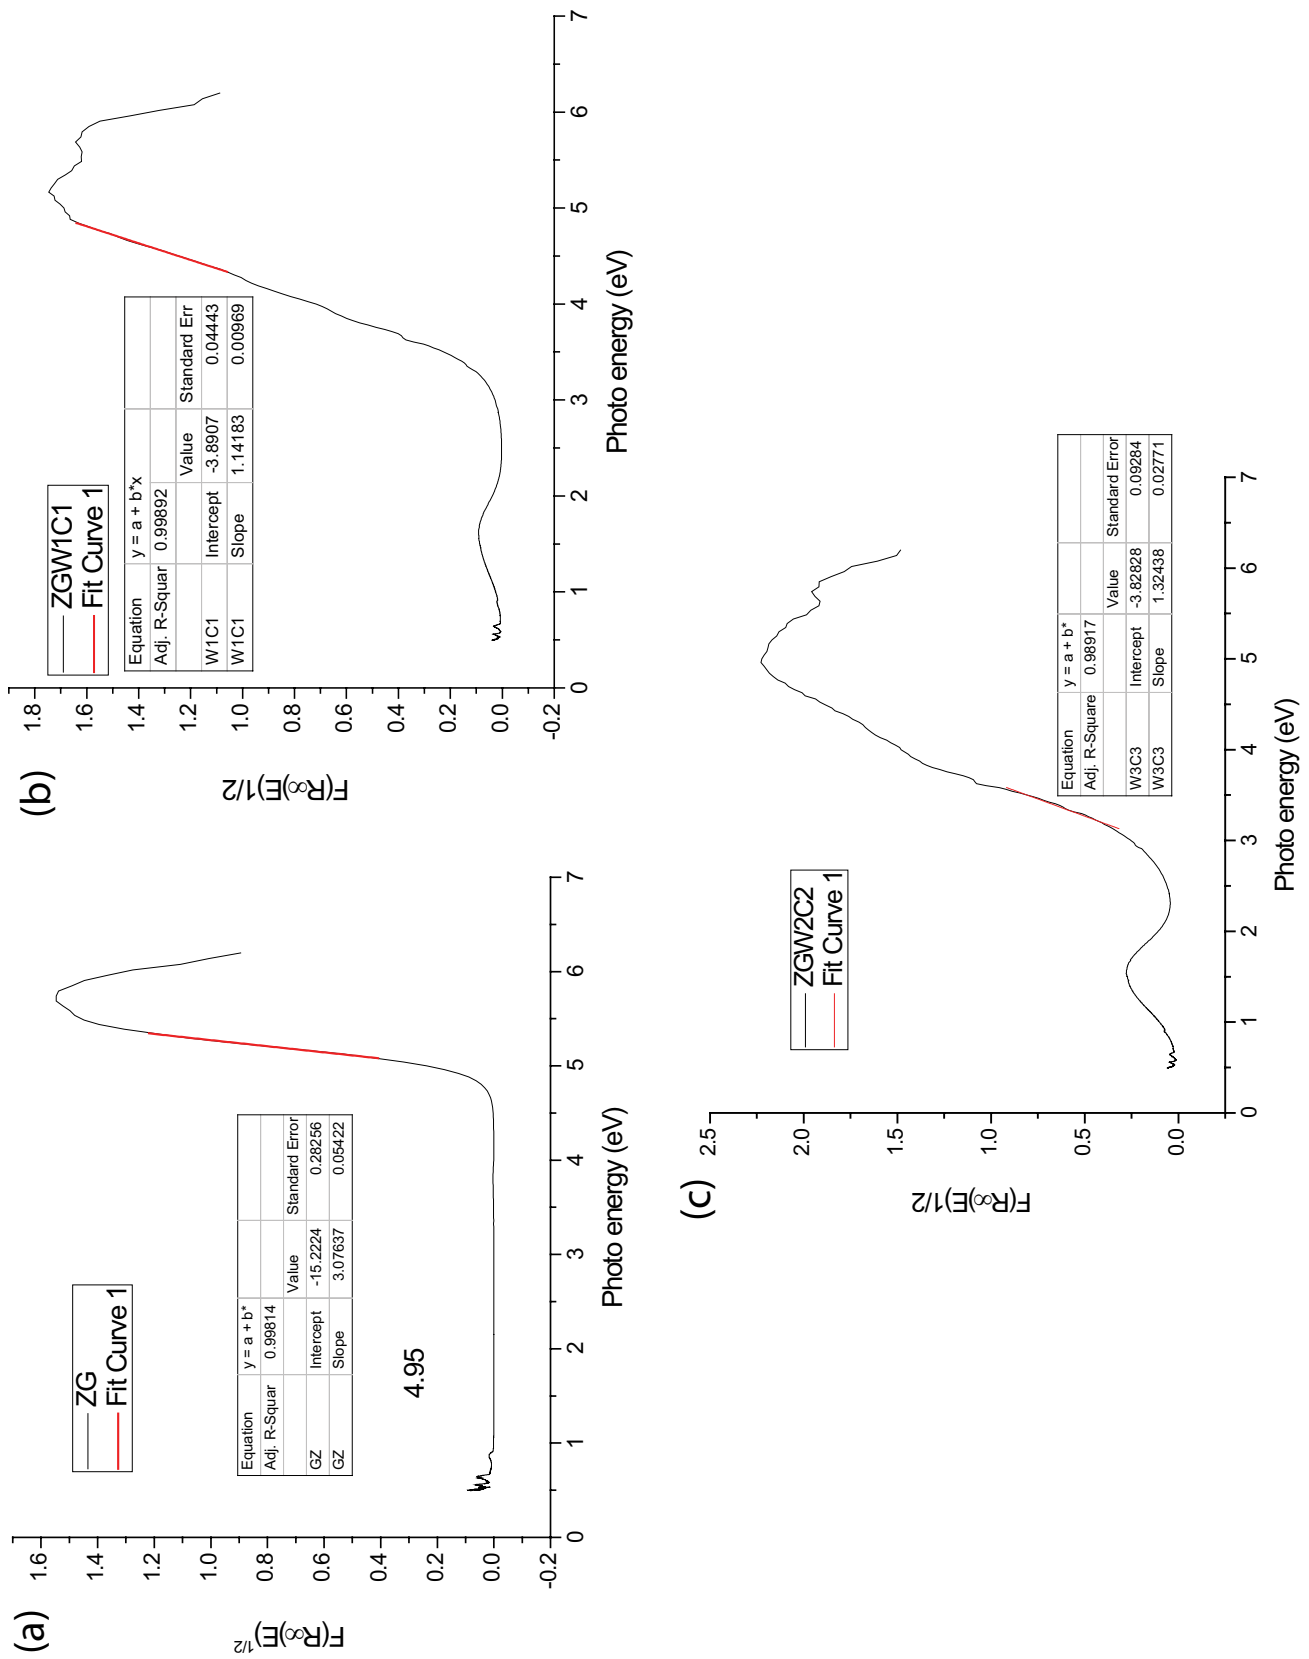 (a)
F(R∞)E)1/2
1.6
1.4
1.2
1.0
0.8
0.6
0.4
0.2
0.0
-0.2
0 1 2 3 4 5 6 7
Photo energy (eV)
ZG
Fit Curve 1
Equation y = a + b*
Adj. R-Squar 0.99814
Value Standard Error
GZ Intercept -15.2224 0.28256
GZ Slope 3.07637 0.05422
4.95
(b)
F(R∞)E)1/2
1.8
1.6
1.4
1.2
1.0
0.8
0.6
0.4
0.2
0.0
-0.2
0 1 2 3 4 5 6 7
Photo energy (eV)
ZGW1C1
Fit Curve 1
Equation y = a + b*x
Adj. R-Squar 0.99892
Value Standard Err
W1C1 Intercept -3.8907 0.04443
W1C1 Slope 1.14183 0.00969
(c)
F(R∞)E)1/2
2.5
2.0
1.5
1.0
0.5
0.0
0 1 2 3 4 5 6 7
Photo energy (eV)
ZGW2C2
Fit Curve 1
Equation y = a + b*
Adj. R-Square 0.98917
Value Standard Error
W3C3 Intercept -3.82828 0.09284
W3C3 Slope 1.32438 0.02771